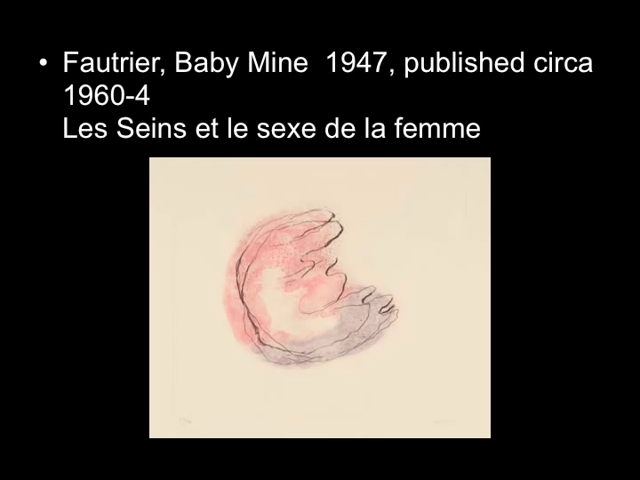 • Fautrier, Baby Mine  1947, published circa
1960-4
Les Seins et le sexe de la femme